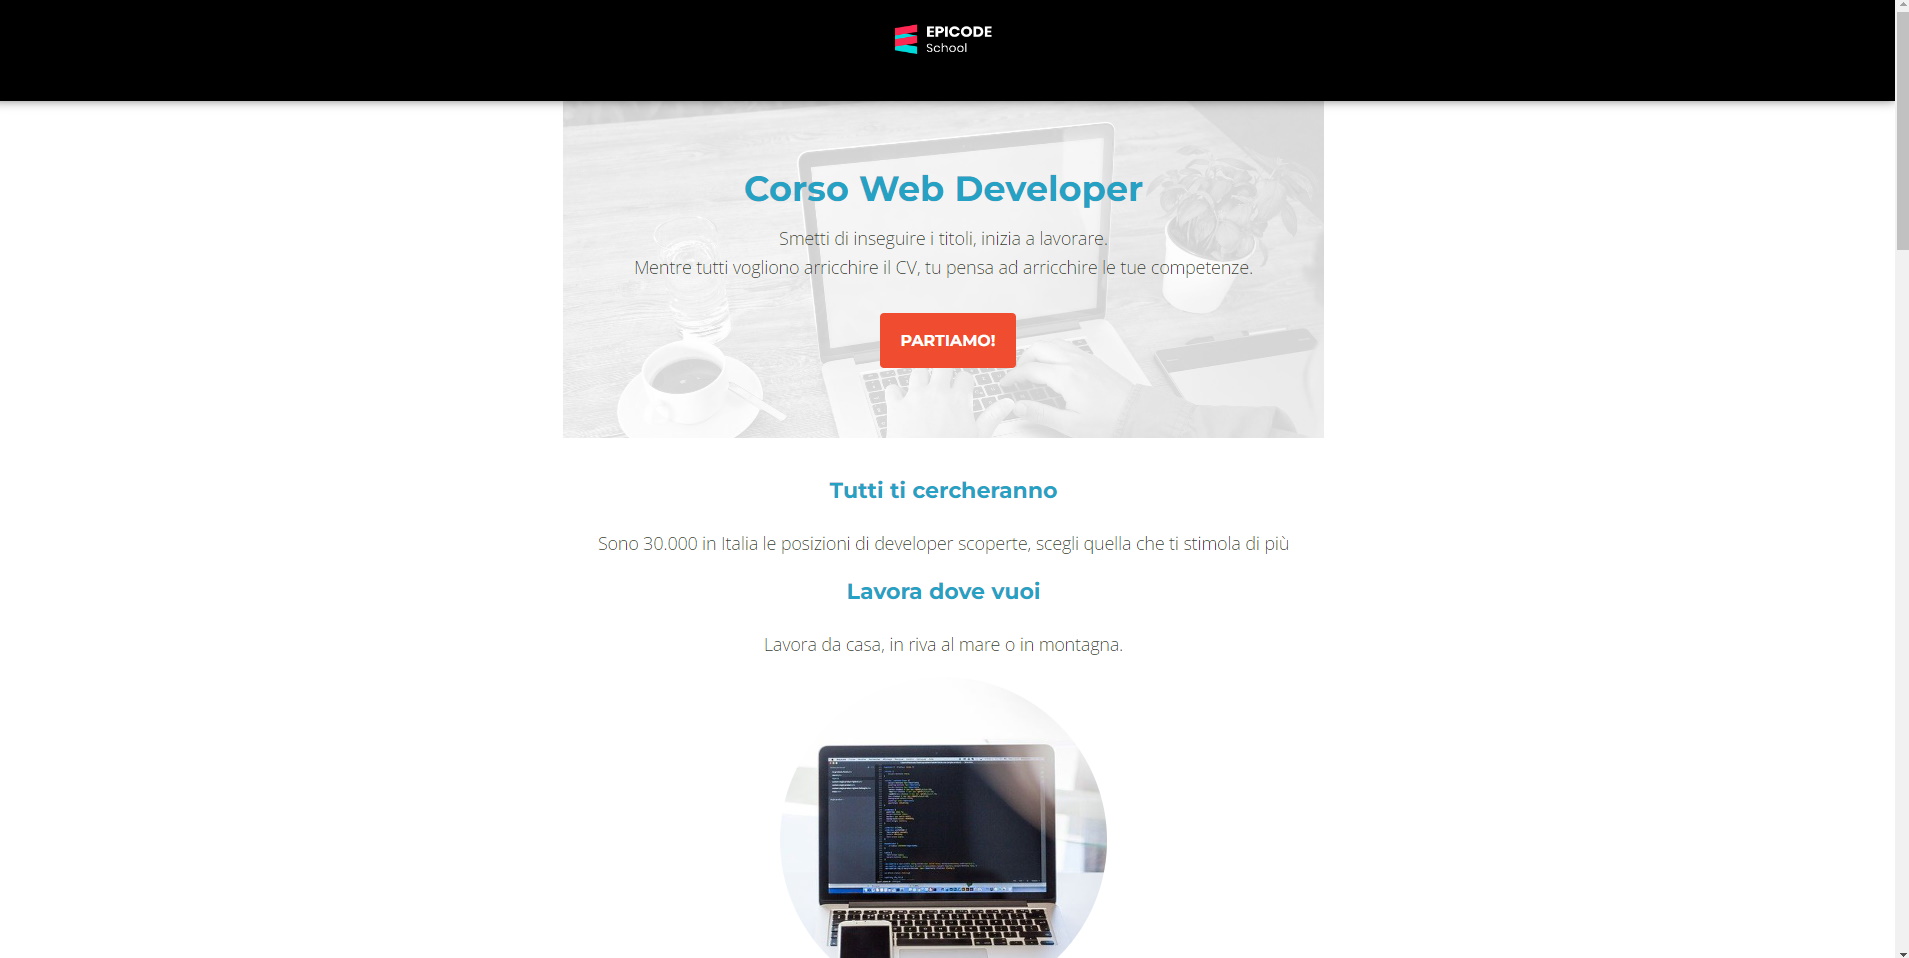 EPICODE
School
Corso Web Developer
Smetti di inseguire i titoli, inizia a lavorare.
Mentre tutti vogliono arricchire il CV, tu pensa ad arricchire le tue competenze.
PARTIAMO!
Tutti ti cercheranno
Sono 30.000 in Italia le posizioni di developer scoperte, scegli quella che ti stimola di più
Lavora dove vuoi
Lavora da casa, in riva al mare o in montagna.